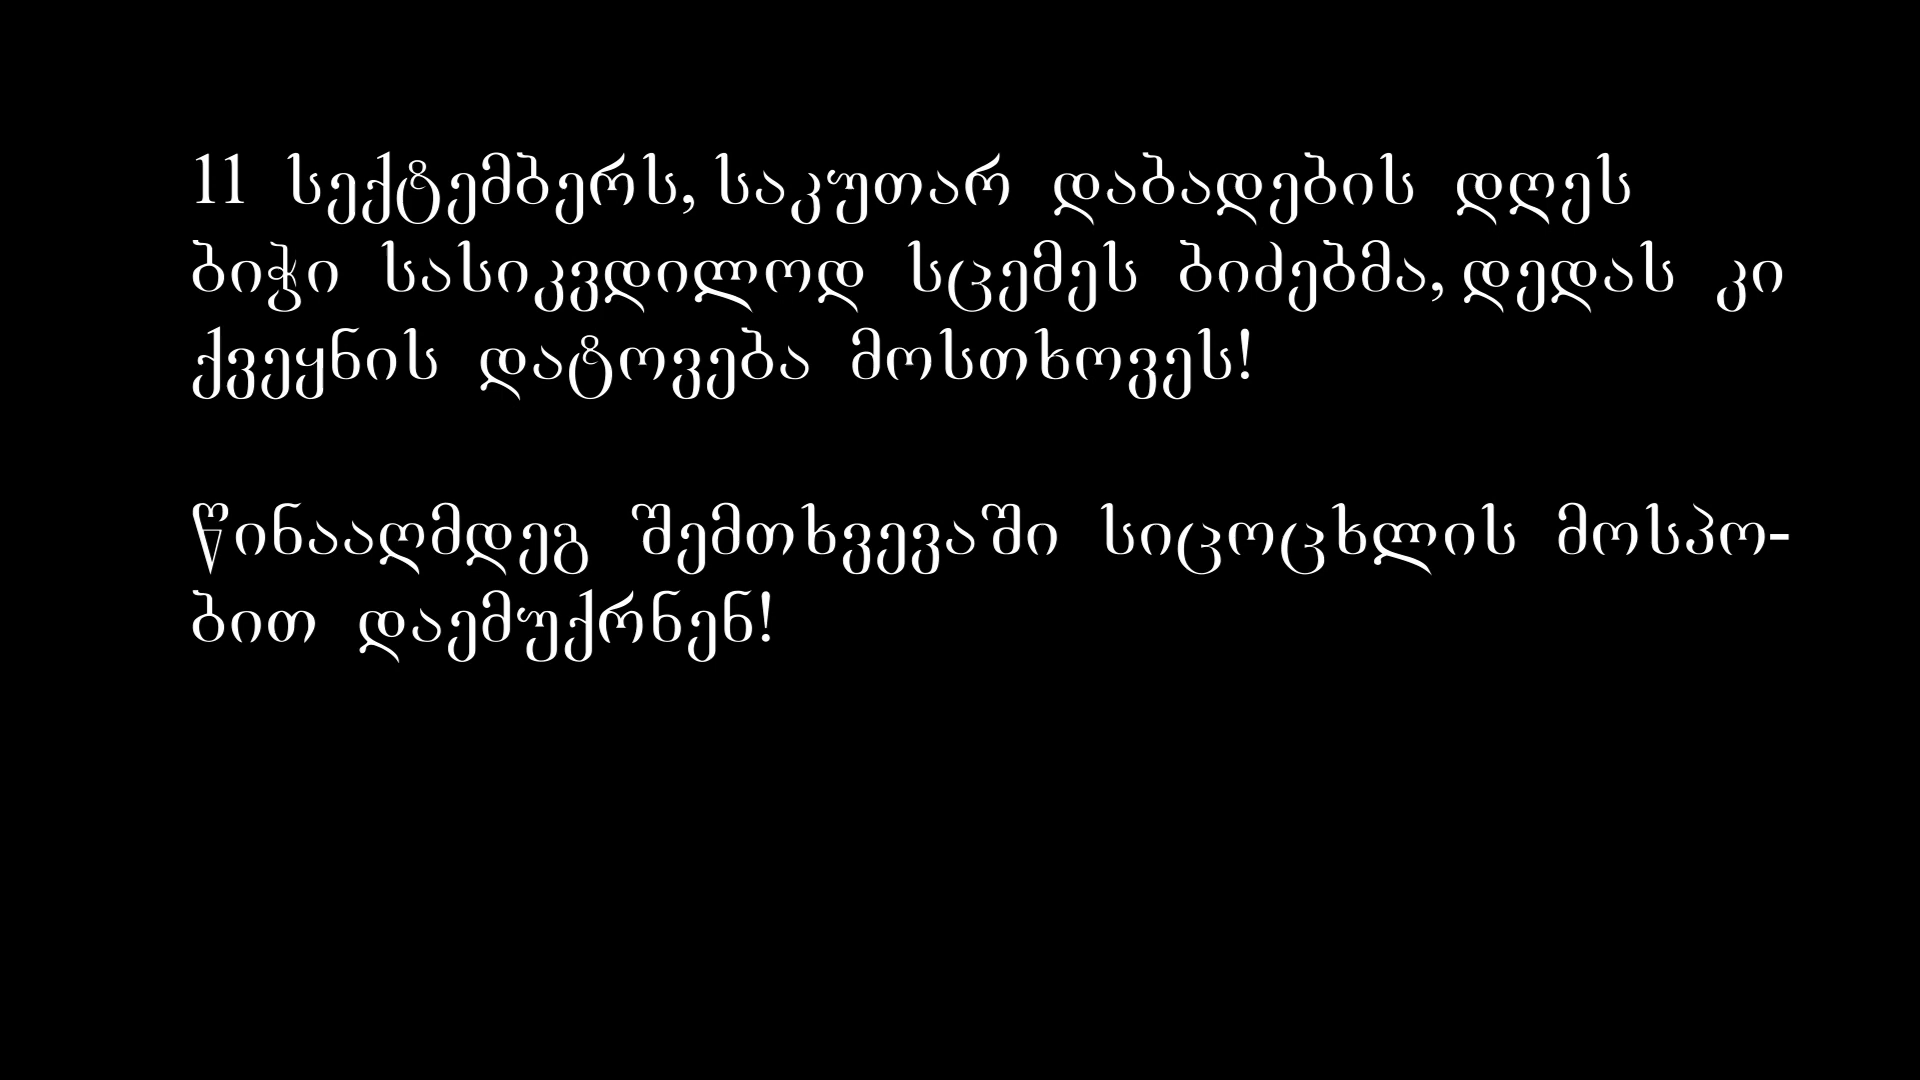 11 სექტემბერს, საკუთარ დაბადების დღეს
ბიჭი სასიკვდილოდ სცემეს ბიძებმა, დედას კი
ქვეყნის დატოვება მოსთხოვეს!
წინააღმდეგ შემთხვევაში სიცოცხლის მოსპო-
ბით დაემუქრნენ!